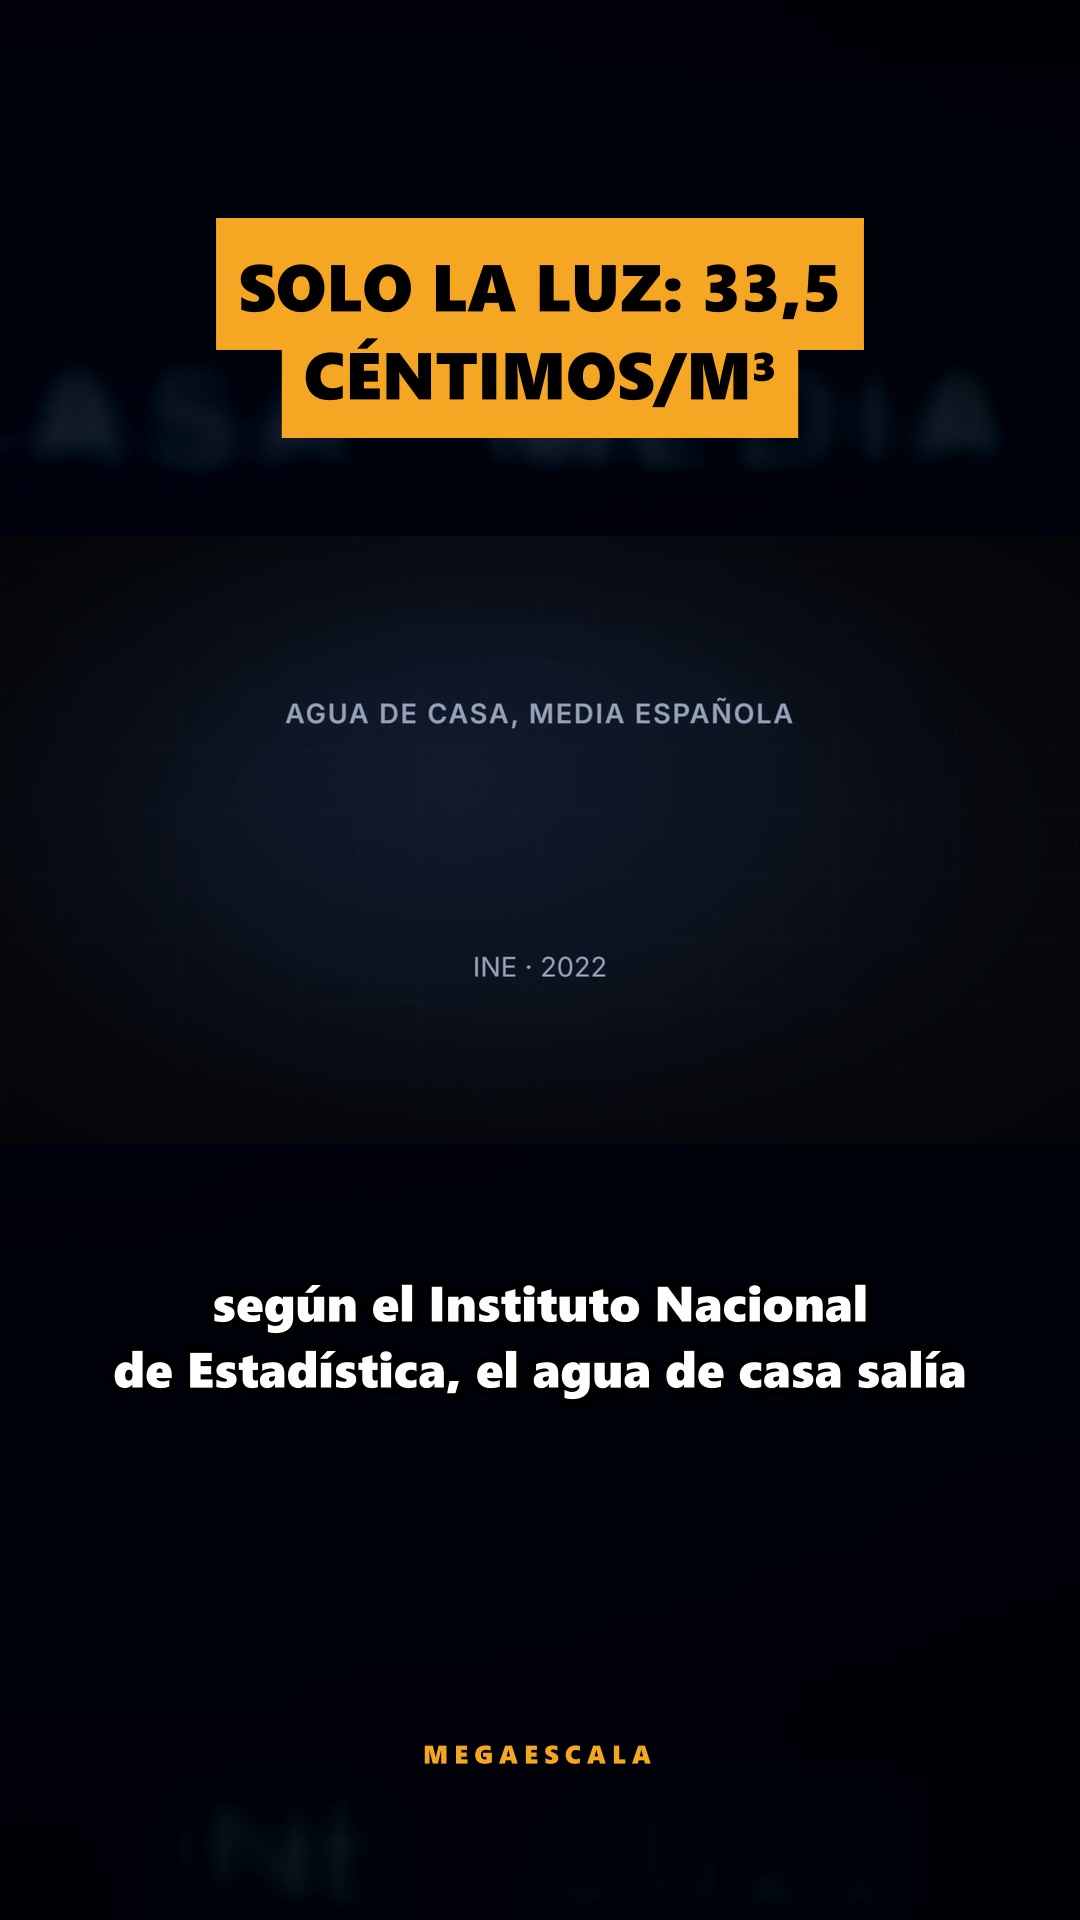 SOLO LA LUZ: 33,5
CÉNTIMOS/M³
AGUA DE CASA, MEDIA ESPAÑOLA
INE · 2022
según el Instituto Nacional
de Estadística, el agua de casa salía
MEGAESCALA